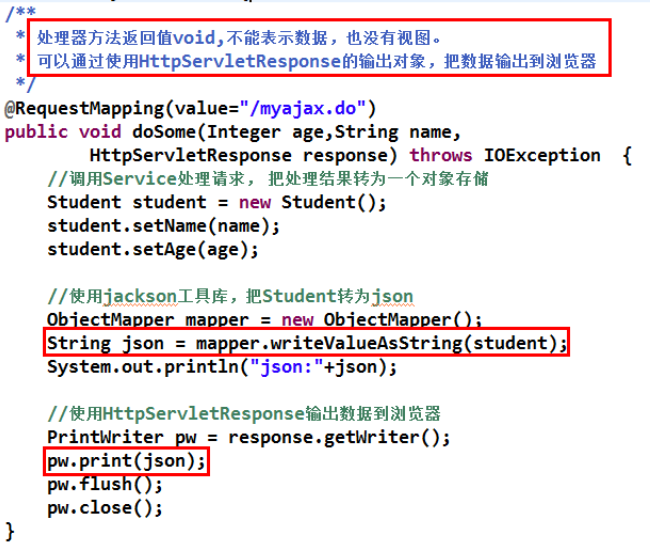 /**
* 处理器方法返回值void,不能表示数据，也没有视图。
* 可以通过使用HttpServletResponse的输出对象，把数据输出到浏览器
*/
@RequestMapping(value="/myajax.do")
public void doSome(Integer age,String name,
HttpServletResponse response) throws IOException {
//调用Service处理请求，把处理结果转为一个对象存储
Student student = new Student();
student.setName(name);
student.setAge(age);
//使用jackson工具库，把Student转为json
ObjectMapper mapper = new ObjectMapper();
String json = mapper.writeValueAsString(student);
System.out.println("json:"+json);
//使用HttpServletResponse输出数据到浏览器
PrintWriter pw = response.getWriter();
pw.print(json);
pw.flush();
pw.close();
}